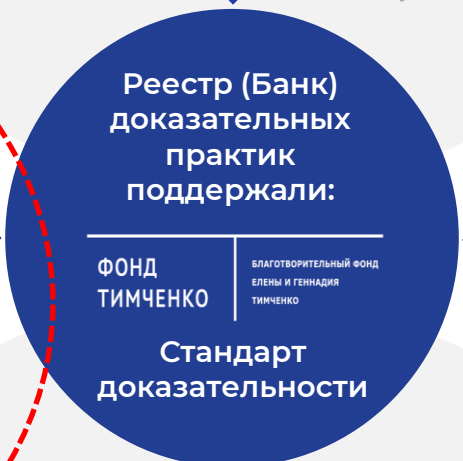 Реестр (Банк)
доказательных
практик
поддержали:
ФОНД
ТИМЧЕНКО
БЛАГОТВОРИТЕЛЬНЫЙ ФОНД
ЕЛЕНЫ И ГЕННАДИЯ
ТИМЧЕНКО
Стандарт
доказательности